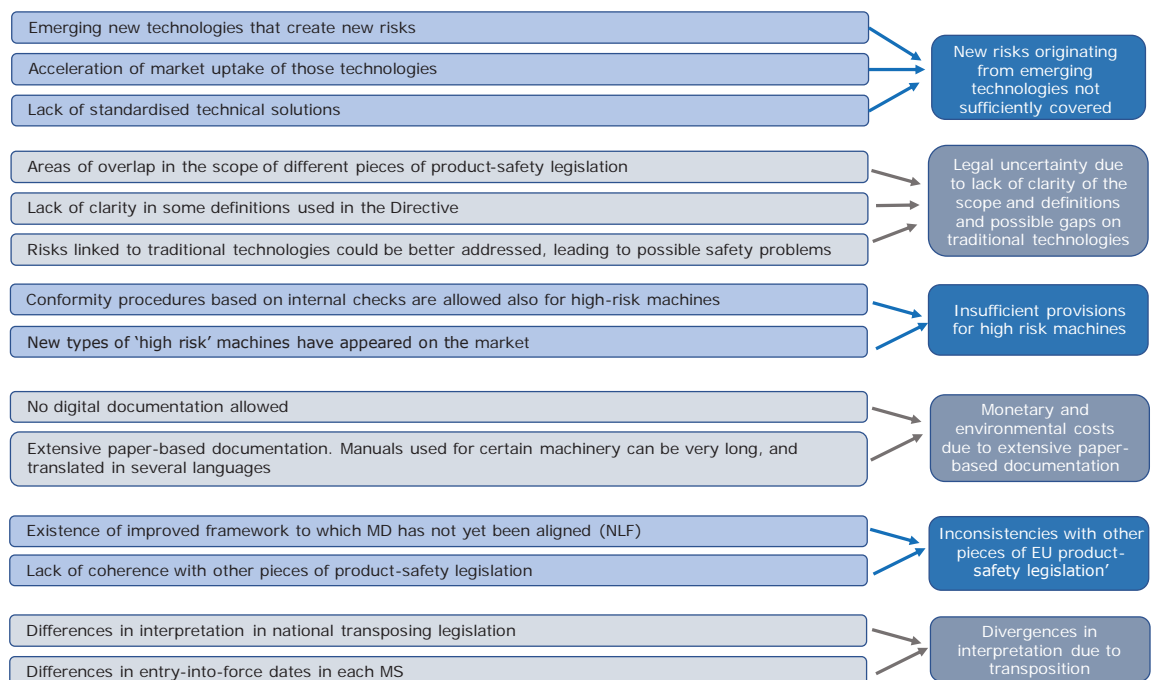 Emerging new technologies that create new risks
Acceleration of market uptake of those technologies
Lack of standardised technical solutions
New risks originating
from emerging
technologies not
sufficiently covered
Areas of overlap in the scope of different pieces of product-safety legislation
Lack of clarity in some definitions used in the Directive
Risks linked to traditional technologies could be better addressed, leading to possible safety problems
Legal uncertainty due
to lack of clarity of the
scope and definitions
and possible gaps on
traditional technologies
Conformity procedures based on internal checks are allowed also for high-risk machines
New types of ‘high risk’ machines have appeared on the market
Insufficient provisions
for high risk machines
No digital documentation allowed
Extensive paper-based documentation. Manuals used for certain machinery can be very long, and
translated in several languages
Monetary and
environmental costs
due to extensive paper-
based documentation
Existence of improved framework to which MD has not yet been aligned (NLF)
Lack of coherence with other pieces of product-safety legislation
Inconsistencies with other
pieces of EU product-
safety legislation’
Differences in interpretation in national transposing legislation
Differences in entry-into-force dates in each MS
Divergences in
interpretation due to
transposition